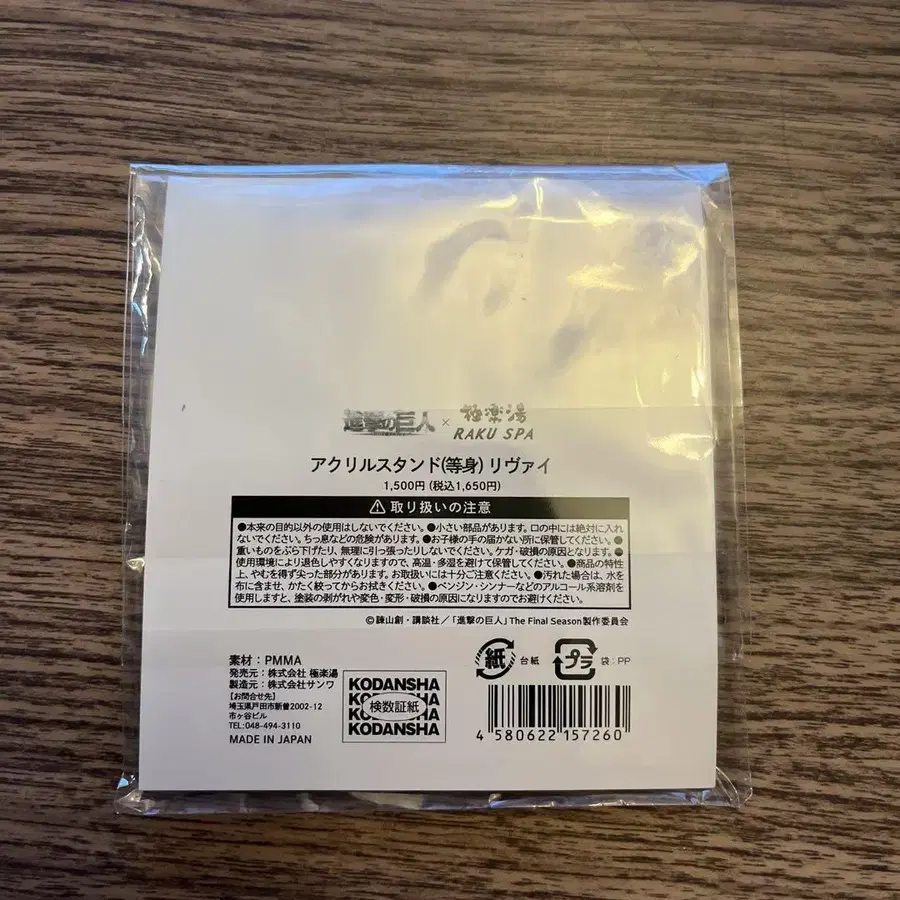 進撃の巨人 × 極楽湯
RAKU SPA
アクリルスタンド(等身) リヴァイ
1,500円 (税込1,650円)
⚠取り扱いの注意
●本来の目的以外の使用はしないでください。●小さい部品があります。口の中には絶対に入れ
ないでください。ちっ息などの危険があります。●お子様の手の届かない所に保管してください。●
重いものをぶら下げたり、無理に引っ張ったりしないでください。ケガ・破損の原因となります。●
使用環境により退色しやすくなりますので、高温・多湿を避けて保管してください。●商品の特性
上、やむを得ず尖った部分があります。お取扱いには十分ご注意ください。●汚れた場合は、水を
布に含ませ、かたく絞ってからお拭きください。●ベンジン・シンナーなどのアルコール系溶剤を
使用しますと、塗装の剥がれや変色・変形・破損の原因になりますのでお避けください。
©諫山創・講談社／「進撃の巨人」The Final Season製作委員会
素材：PMMA
発売元：株式会社 極楽湯
製造元：株式会社サンワ
【お問合せ先】
埼玉県戸田市新曽2002-12
市ヶ谷ビル
TEL:048-494-3110
MADE IN JAPAN
KODANSHA
KODANSHA
検数証紙
KODANSHA
KODANSHA
紙 台紙
プラ 袋：PP
4 580622 157260